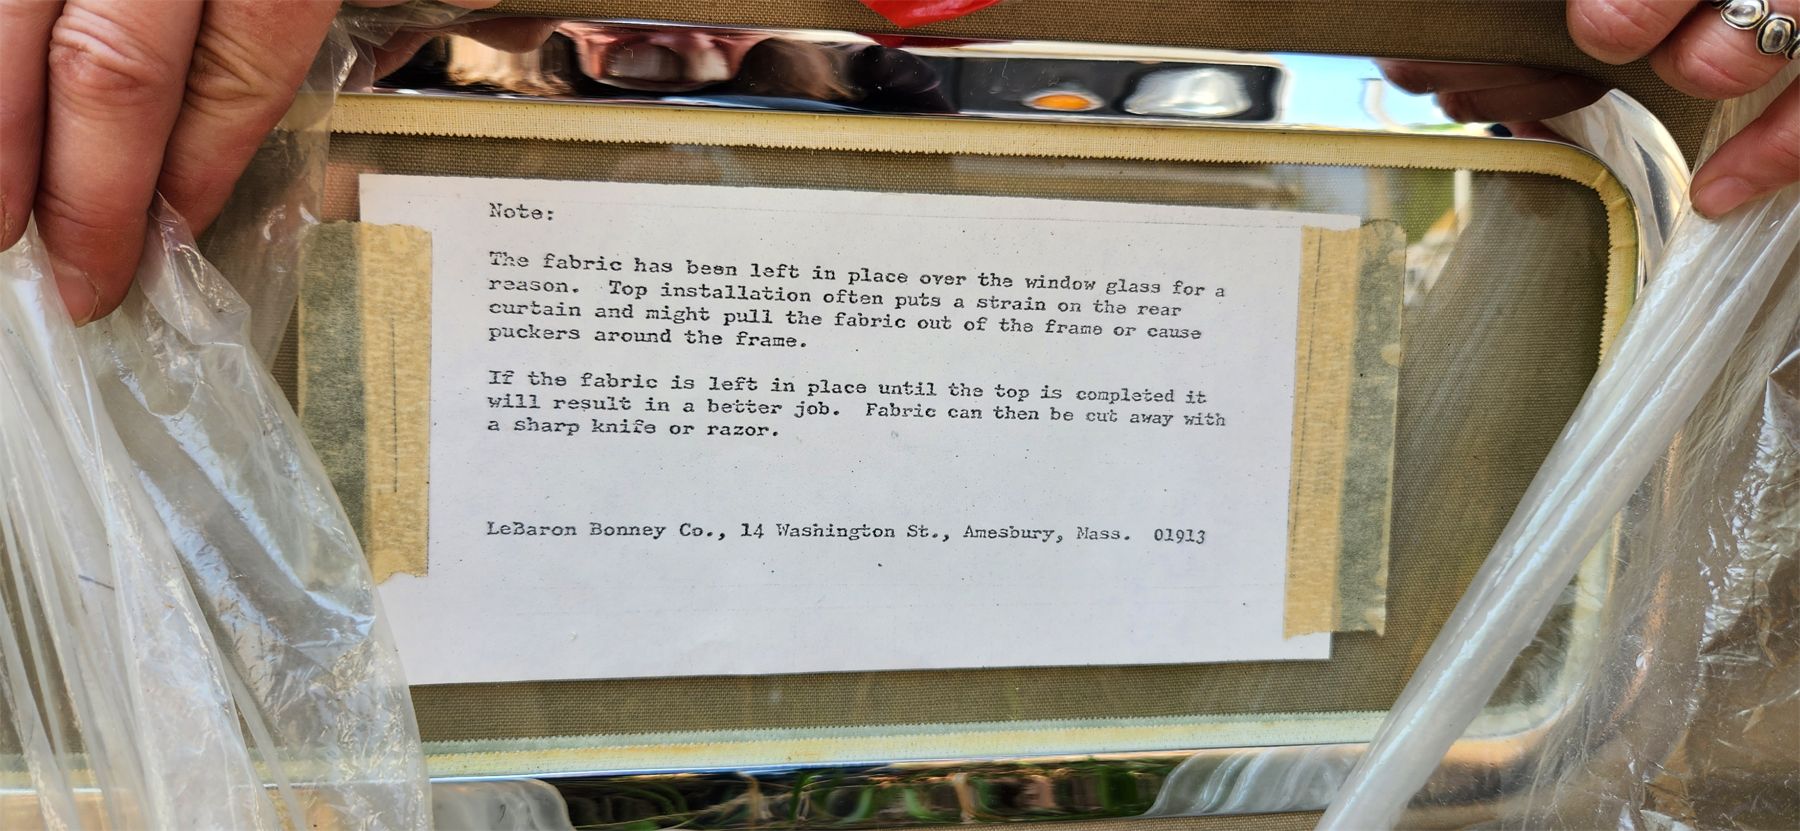 Note:
The fabric has been left in place over the window glass for a
reason. Top installation often puts a strain on the rear
curtain and might pull the fabric out of the frame or cause
puckers around the frame.
If the fabric is left in place until the top is completed it
will result in a better job. Fabric can then be cut away with
a sharp knife or razor.
LeBaron Bonney Co., 14 Washington St., Amesbury, Mass. 01913